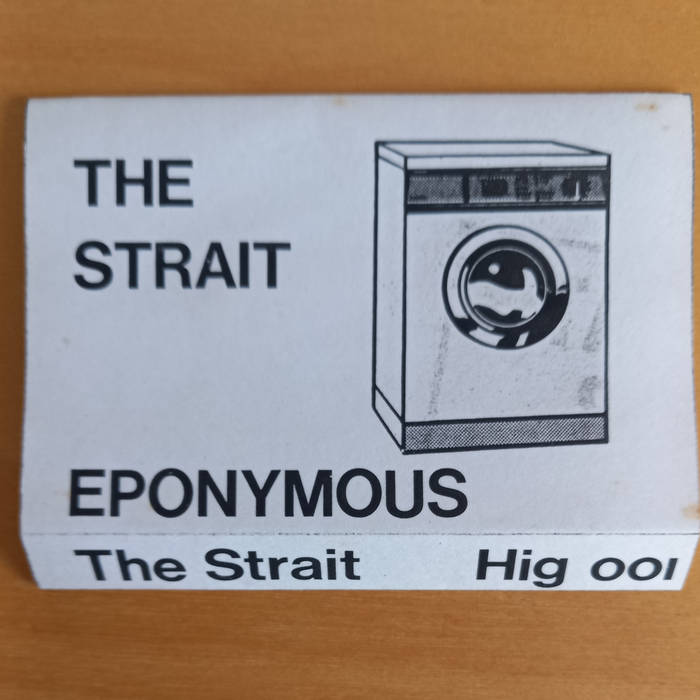 THE
STRAIT
EPONYMOUS
The Strait Hig 001